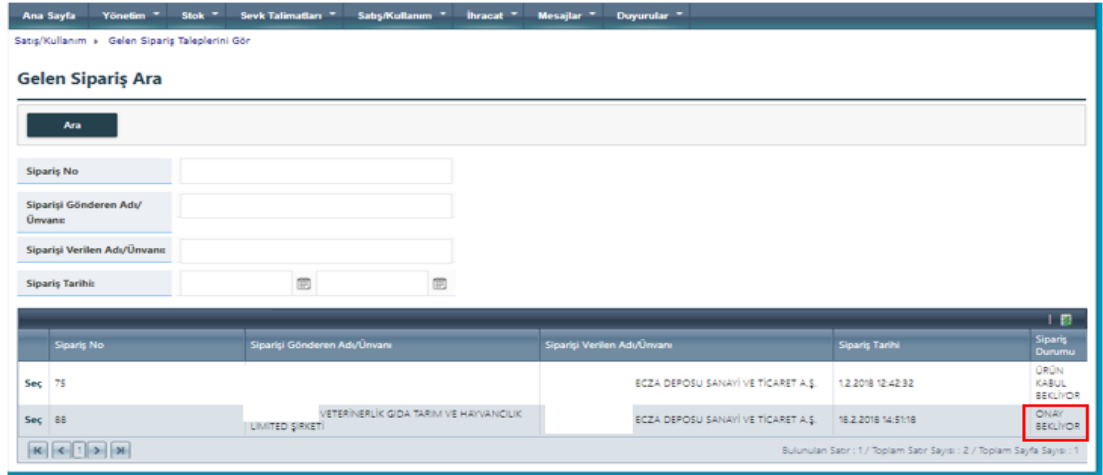 Ana Sayfa Yönetim Stok Sevk Talimatları Satış/Kullanım İhracat Mesajlar Duyurular
Satış/Kullanım Gelen Sipariş Taleplerini Gör
Gelen Sipariş Ara
Ara
Sipariş No
Siparişi Gönderen Adı/
Ünvanı:
Siparişi Verilen Adı/Ünvanı:
Sipariş Tarihi:
Sipariş No Siparişi Gönderen Adı/Ünvanı Siparişi Verilen Adı/Ünvanı Sipariş Tarihi Sipariş
Durumu
Seç 75 ECZA DEPOSU SANAYİ VE TİCARET A.Ş. 1.2.2018 12:42:32 ÜRÜN
KABUL
BEKLİYOR
Seç 88 VETERİNERLİK GIDA TARIM VE HAYVANCILIK
LIMITED ŞİRKETİ ECZA DEPOSU SANAYİ VE TİCARET A.Ş. 18.2.2018 14:51:18 ONAY
BEKLİYOR
1 Bulunulan Satır : 1 / Toplam Satır Sayısı : 2 / Toplam Sayfa Sayısı : 1